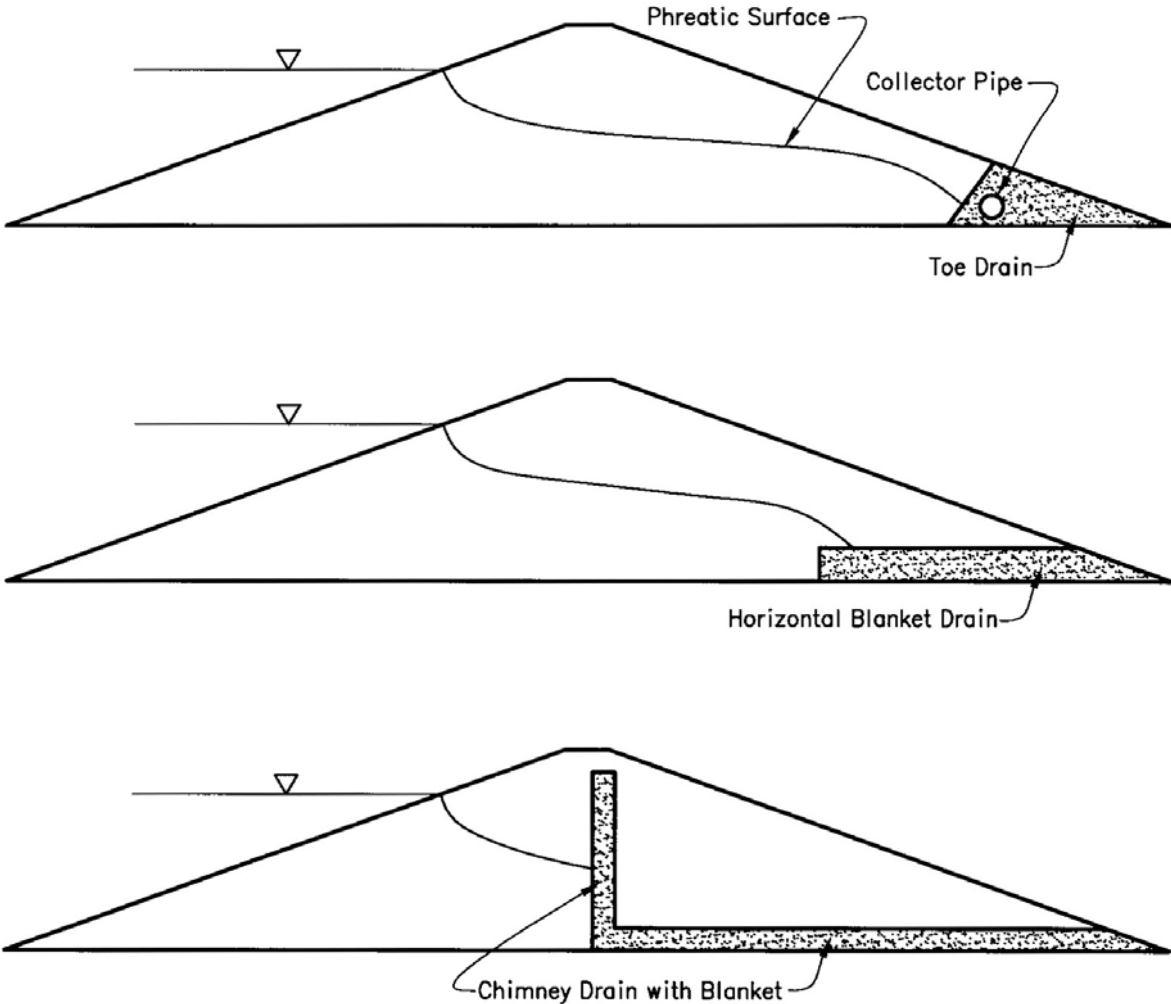 Phreatic Surface
Collector Pipe
Toe Drain
Horizontal Blanket Drain
Chimney Drain with Blanket